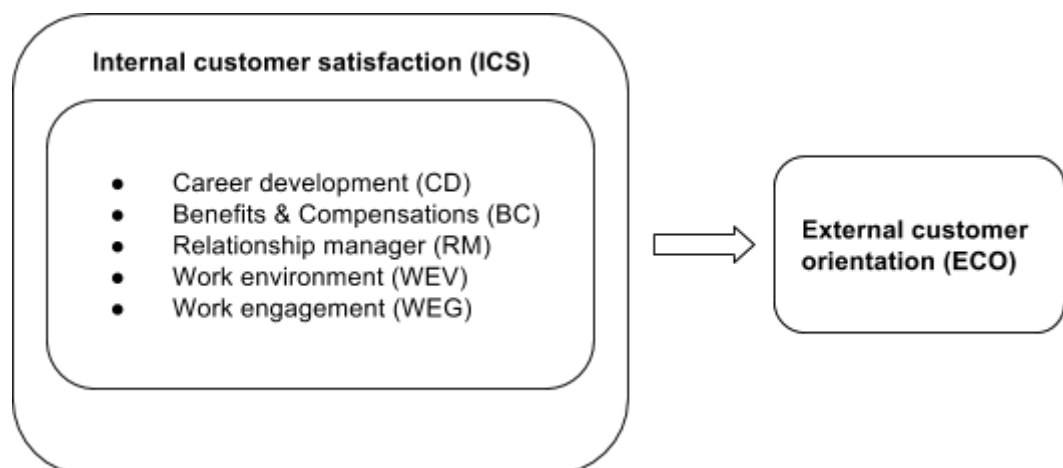 Internal customer satisfaction (ICS)
● Career development (CD)
● Benefits & Compensations (BC)
● Relationship manager (RM)
● Work environment (WEV)
● Work engagement (WEG)
External customer
orientation (ECO)